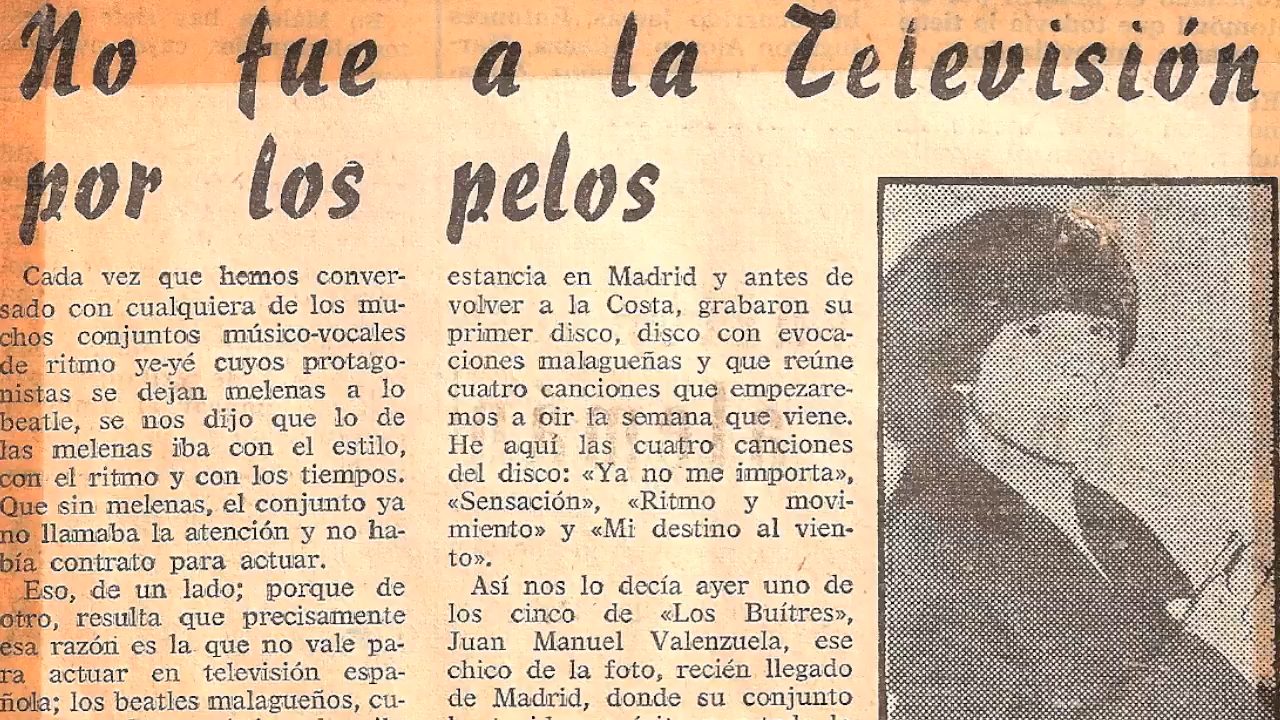 No fue a la Televisión
por los pelos
Cada vez que hemos conver-
sado con cualquiera de los mu-
chos conjuntos músico-vocales
de ritmo ye-yé cuyos protago-
nistas se dejan melenas a lo
beatle, se nos dijo que lo de
las melenas iba con el estilo,
con el ritmo y con los tiempos.
Que sin melenas, el conjunto ya
no llamaba la atención y no ha-
bía contrato para actuar.
Eso, de un lado; porque de
otro, resulta que precisamente
esa razón es la que no vale pa-
ra actuar en televisión espa-
ñola; los beatles malagueños, cu-
estancia en Madrid y antes de
volver a la Costa, grabaron su
primer disco, disco con evoca-
ciones malagueñas y que reúne
cuatro canciones que empezare-
mos a oir la semana que viene.
He aquí las cuatro canciones
del disco: «Ya no me importa»,
«Sensación», «Ritmo y movi-
miento» y «Mi destino al vien-
to».
Así nos lo decía ayer uno de
los cinco de «Los Buítres»,
Juan Manuel Valenzuela, ese
chico de la foto, recién llegado
de Madrid, donde su conjunto